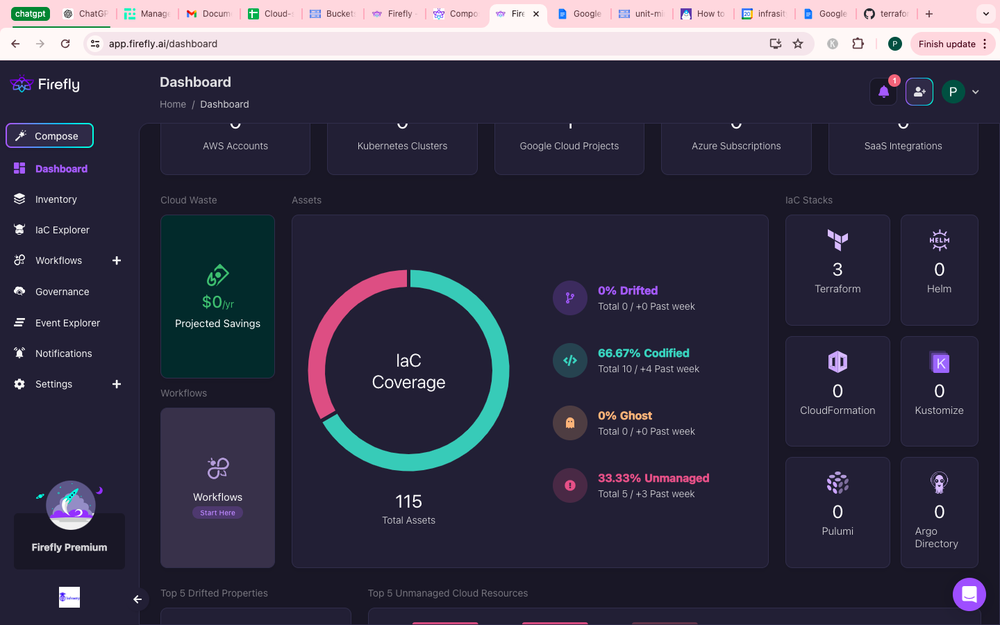 chatgpt
ChatGP
Manage
Docum
Cloud-s
Bucket
Firefly -
Compo
Fire
Google
unit-mi
How to
20
infrasit
Google
terrafo
app.firefly.ai/dashboard
K
P
Finish update
Firefly
Dashboard
Home / Dashboard
1
P
Compose
Dashboard
Inventory
IaC Explorer
Workflows
Governance
Event Explorer
Notifications
Settings
Firefly Premium
AWS Accounts
Kubernetes Clusters
Google Cloud Projects
Azure Subscriptions
SaaS Integrations
Cloud Waste
Assets
IaC Stacks
$0/yr
Projected Savings
Workflows
Workflows
Start Here
IaC
Coverage
115
Total Assets
0% Drifted
Total 0 / +0 Past week
66.67% Codified
Total 10 / +4 Past week
0% Ghost
Total 0 / +0 Past week
33.33% Unmanaged
Total 5 / +3 Past week
3
Terraform
HELM
0
Helm
0
CloudFormation
K
0
Kustomize
0
Pulumi
0
Argo
Directory
Top 5 Drifted Properties
Top 5 Unmanaged Cloud Resources